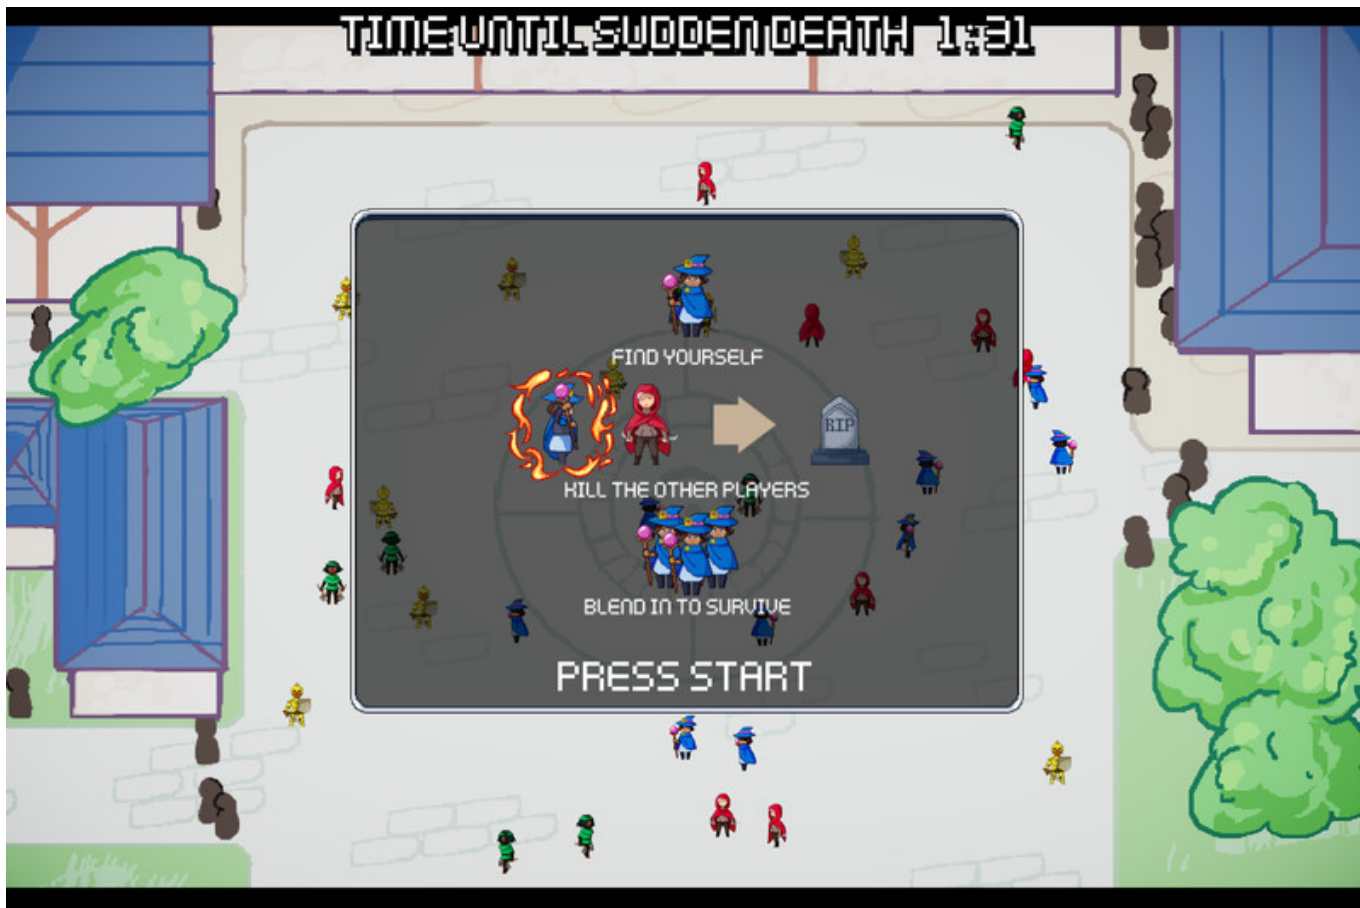 TIME UNTIL SUDDEN DEATH 1:31
FIND YOURSELF
RIP
KILL THE OTHER PLAYERS
BLEND IN TO SURVIVE
PRESS START